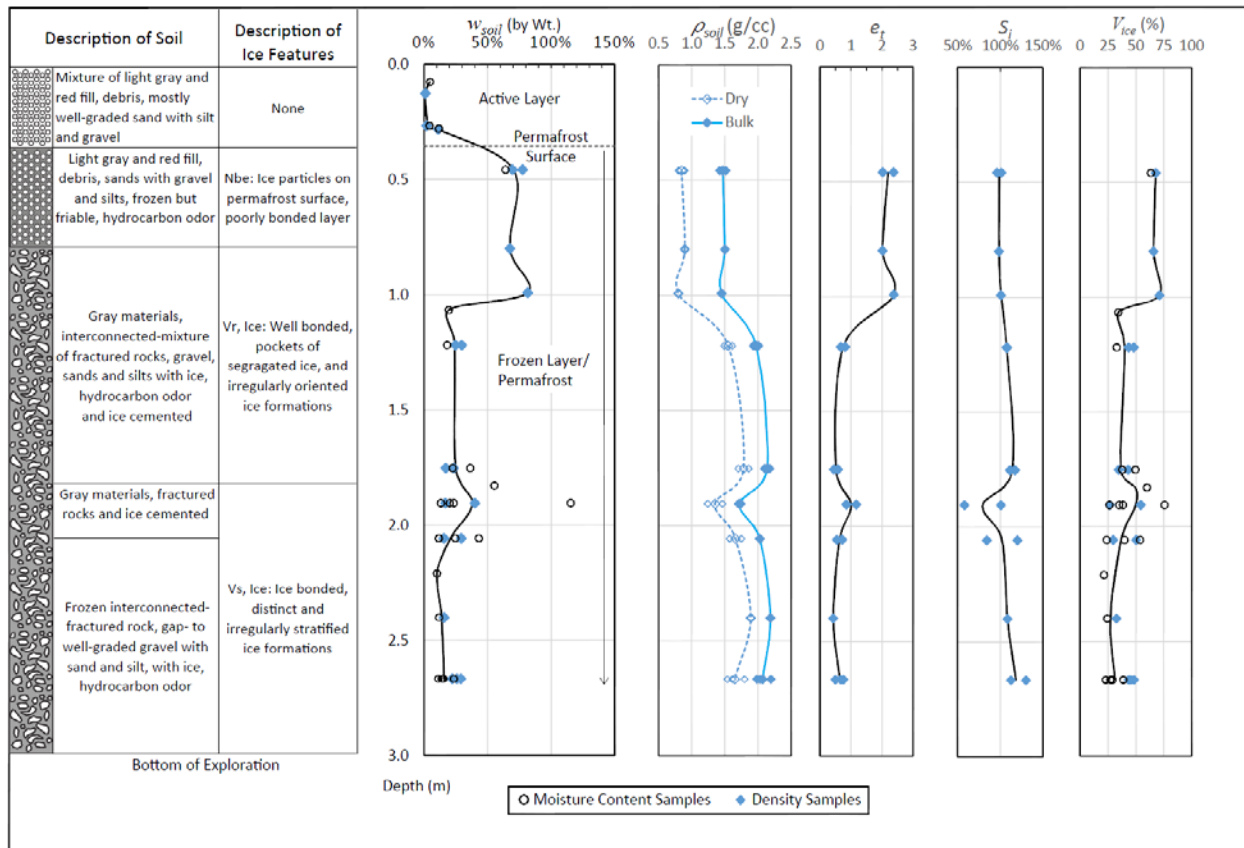 Description of Soil
Description of
Ice Features
Mixture of light gray and
red fill, debris, mostly
well-graded sand with silt
and gravel
None
Light gray and red fill,
debris, sands with gravel
and silts, frozen but
friable, hydrocarbon odor
Nbe: Ice particles on
permafrost surface,
poorly bonded layer
Gray materials,
interconnected-mixture
of fractured rocks, gravel,
sands and silts with ice,
hydrocarbon odor
and ice cemented
Vr, Ice: Well bonded,
pockets of
segragated ice, and
irregularly oriented
ice formations
Gray materials, fractured
rocks and ice cemented
Frozen interconnected-
fractured rock, gap- to
well-graded gravel with
sand and silt, with ice,
hydrocarbon odor
Vs, Ice: Ice bonded,
distinct and
irregularly stratified
ice formations
Bottom of Exploration
w_soil (by Wt.)
0% 50% 100% 150%
0.0
0.5
1.0
1.5
2.0
2.5
3.0
Depth (m)
Active Layer
Permafrost
Surface
Frozen Layer/
Permafrost
ρ_soil (g/cc)
0.5 1.0 1.5 2.0 2.5
Dry
Bulk
e_t
0 1 2 3
S_i
50% 100% 150%
V_ice (%)
0 25 50 75 100
Moisture Content Samples
Density Samples